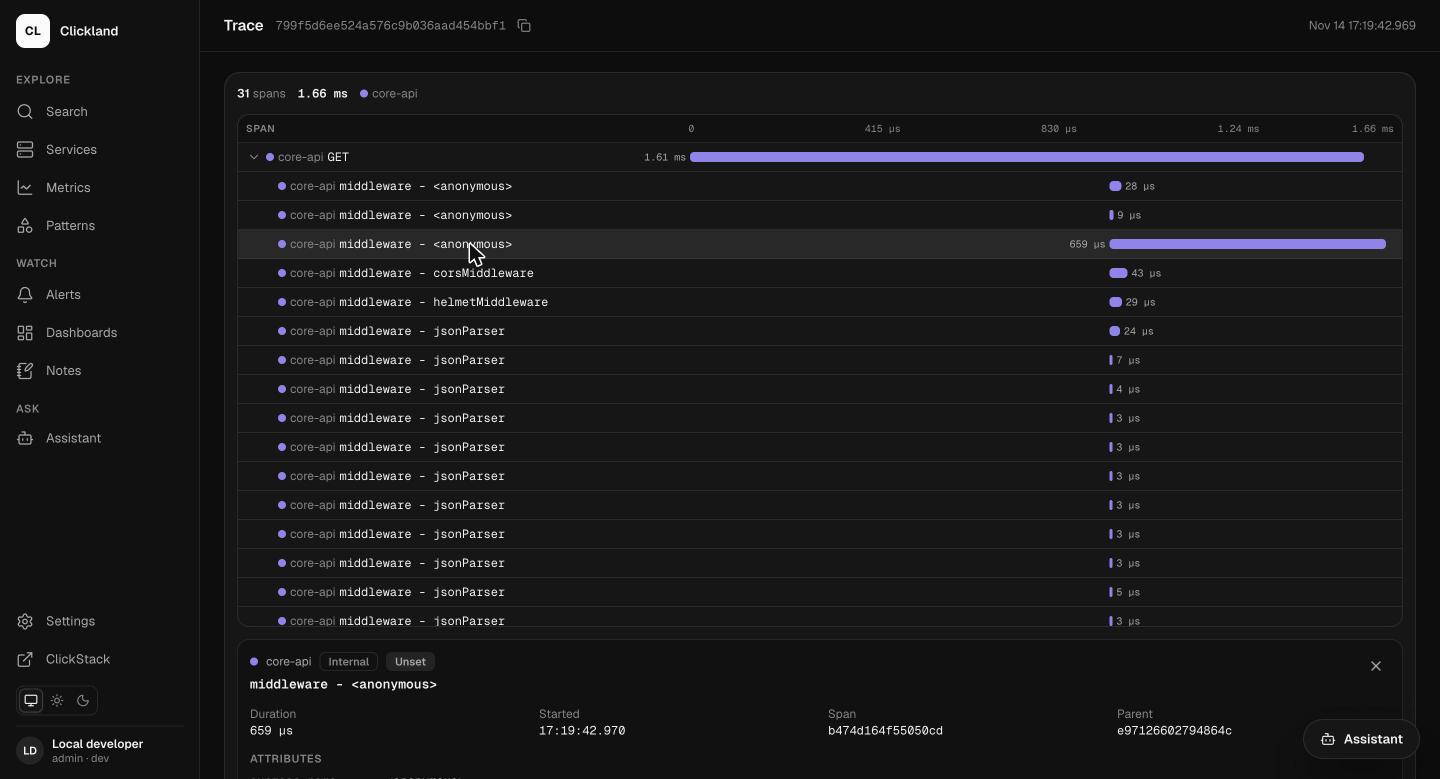 CL Clickland
EXPLORE
Search
Services
Metrics
Patterns
WATCH
Alerts
Dashboards
Notes
ASK
Assistant
Settings
ClickStack
LD Local developer
admin · dev
Trace 799f5d6ee524a576c9b036aad454bbf1 Nov 14 17:19:42.969
31 spans 1.66 ms core-api
SPAN 0 415 µs 830 µs 1.24 ms 1.66 ms
core-api GET 1.61 ms
core-api middleware - <anonymous> 28 µs
core-api middleware - <anonymous> 9 µs
core-api middleware - <anonymous> 659 µs
core-api middleware - corsMiddleware 43 µs
core-api middleware - helmetMiddleware 29 µs
core-api middleware - jsonParser 24 µs
core-api middleware - jsonParser 7 µs
core-api middleware - jsonParser 4 µs
core-api middleware - jsonParser 3 µs
core-api middleware - jsonParser 3 µs
core-api middleware - jsonParser 3 µs
core-api middleware - jsonParser 3 µs
core-api middleware - jsonParser 3 µs
core-api middleware - jsonParser 3 µs
core-api middleware - jsonParser 5 µs
core-api middleware - jsonParser 3 µs
core-api Internal Unset
middleware - <anonymous>
Duration Started Span Parent
659 µs 17:19:42.970 b474d164f55050cd e97126602794864c
ATTRIBUTES
Assistant